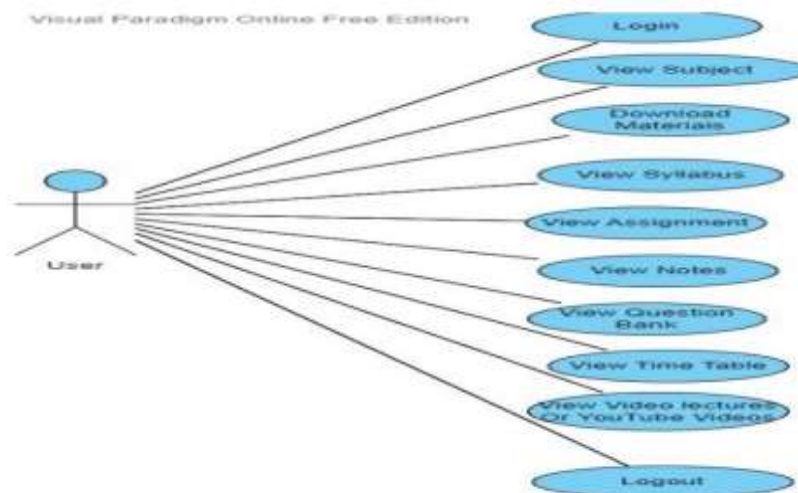 Visual Paradigm Online Free Edition
Login
View Subject
Download
Materials
View Syllabus
View Assignment
User
View Notes
View Question
Bank
View Time Table
View Video lectures
Or YouTube Videos
Logout